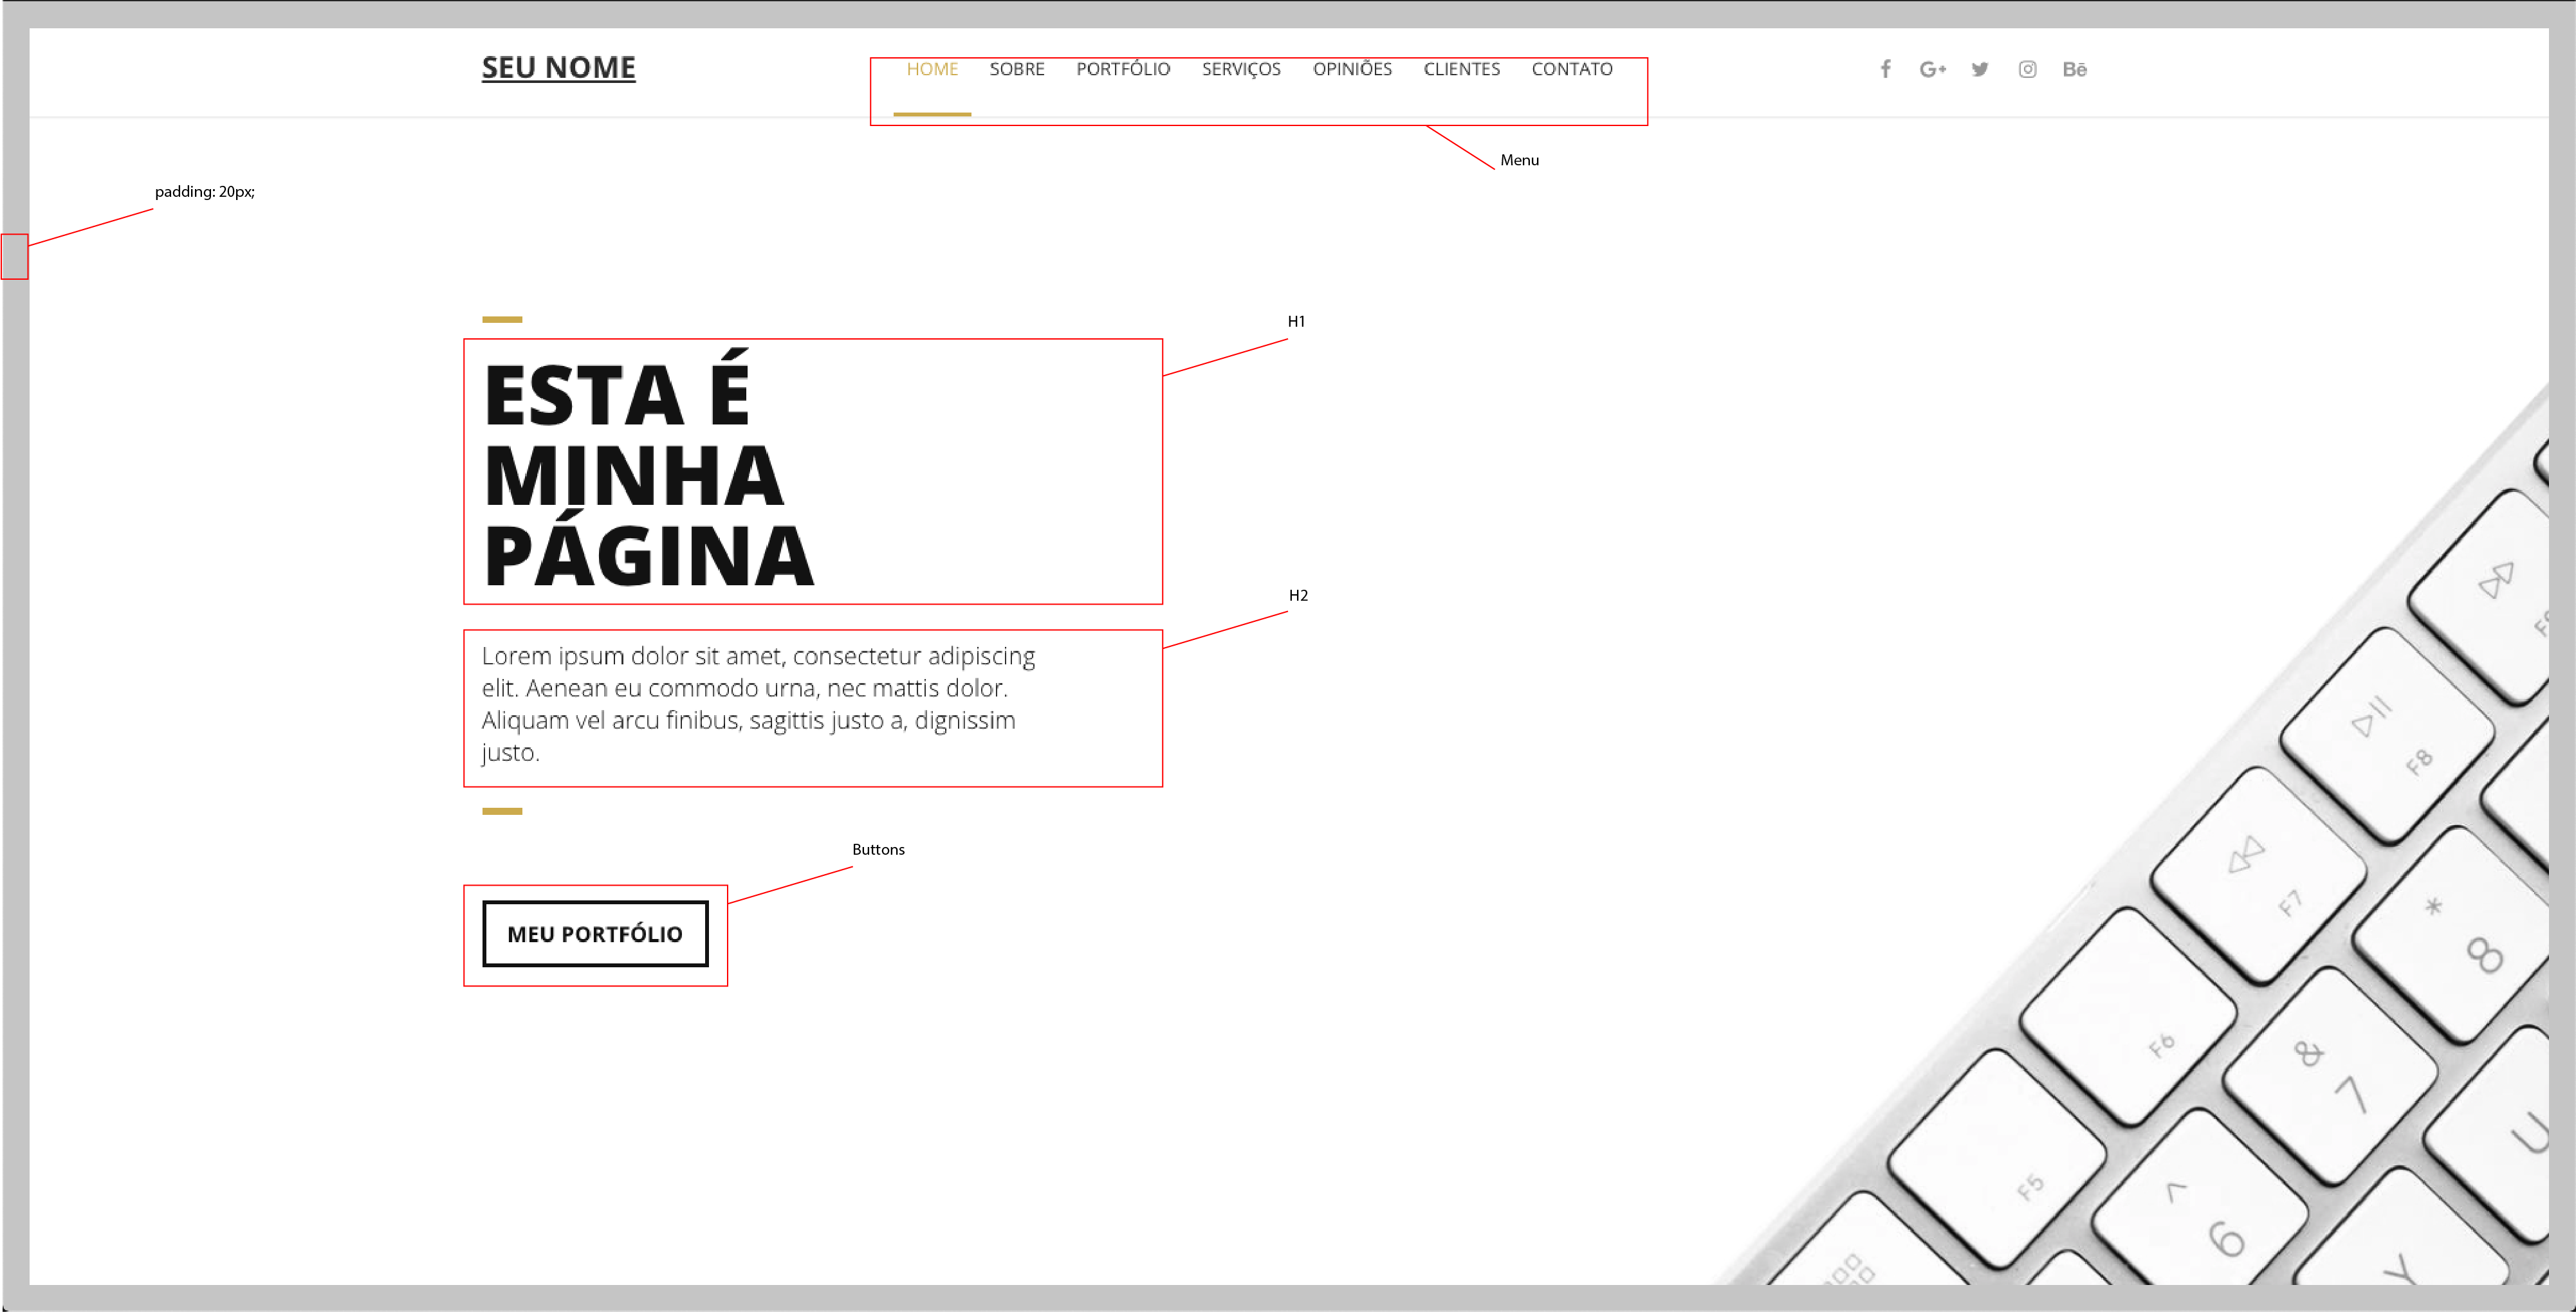 SEU NOME
HOME SOBRE PORTFÓLIO SERVIÇOS OPINIÕES CLIENTES CONTATO
f G+ Bē
Menu
padding: 20px;
H1
ESTA É
MINHA
PÁGINA
H2
Lorem ipsum dolor sit amet, consectetur adipiscing
elit. Aenean eu commodo urna, nec mattis dolor.
Aliquam vel arcu finibus, sagittis justo a, dignissim
justo.
Buttons
MEU PORTFÓLIO
F8
F7
*
8
F6
&
7
U
F5
^
6
Y